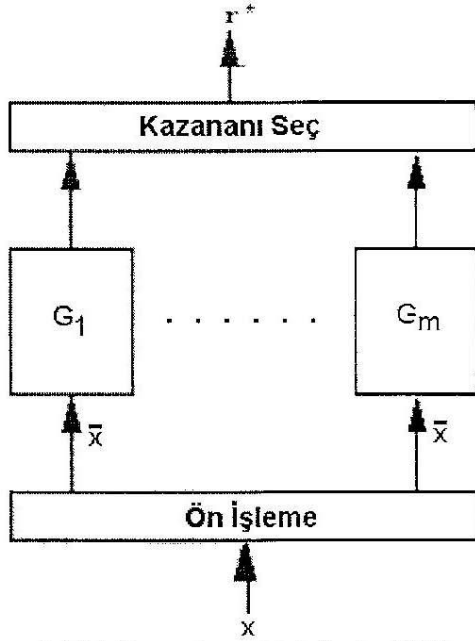 r*
Kazananı Seç
G1 . . . . . . Gm
x̄ x̄
Ön İşleme
x